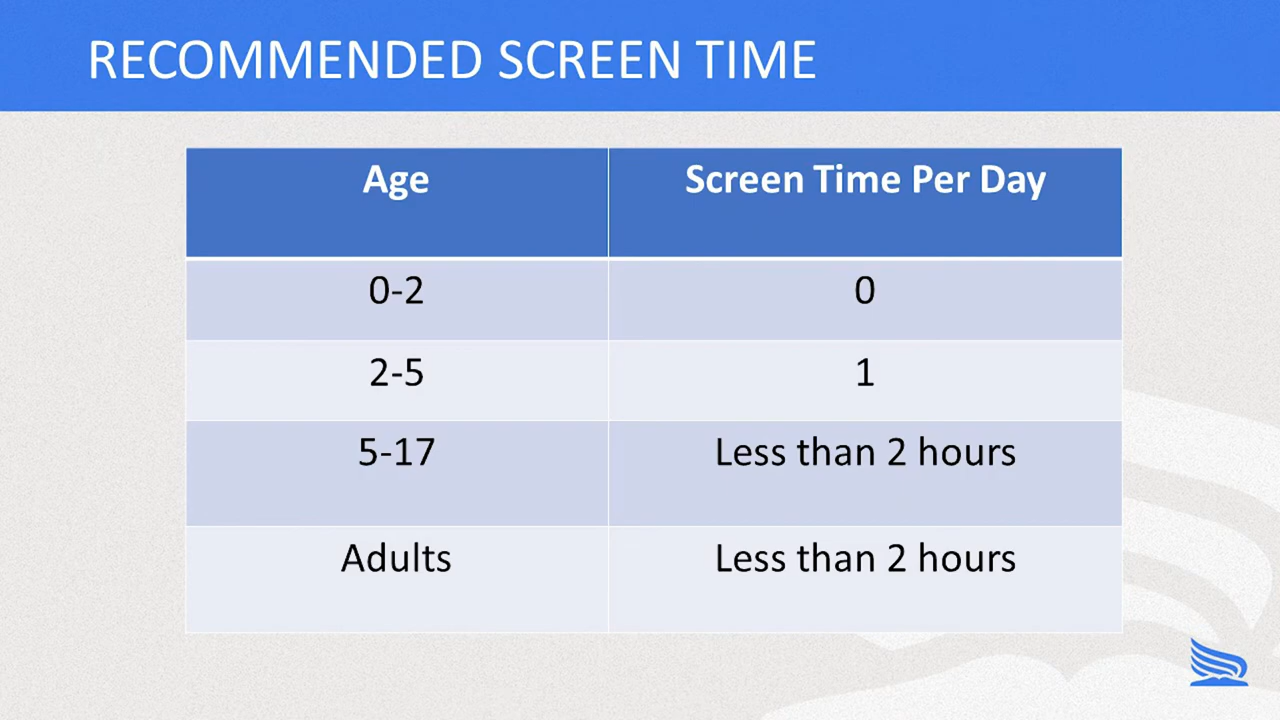 RECOMMENDED SCREEN TIME
Age Screen Time Per Day
0-2 0
2-5 1
5-17 Less than 2 hours
Adults Less than 2 hours